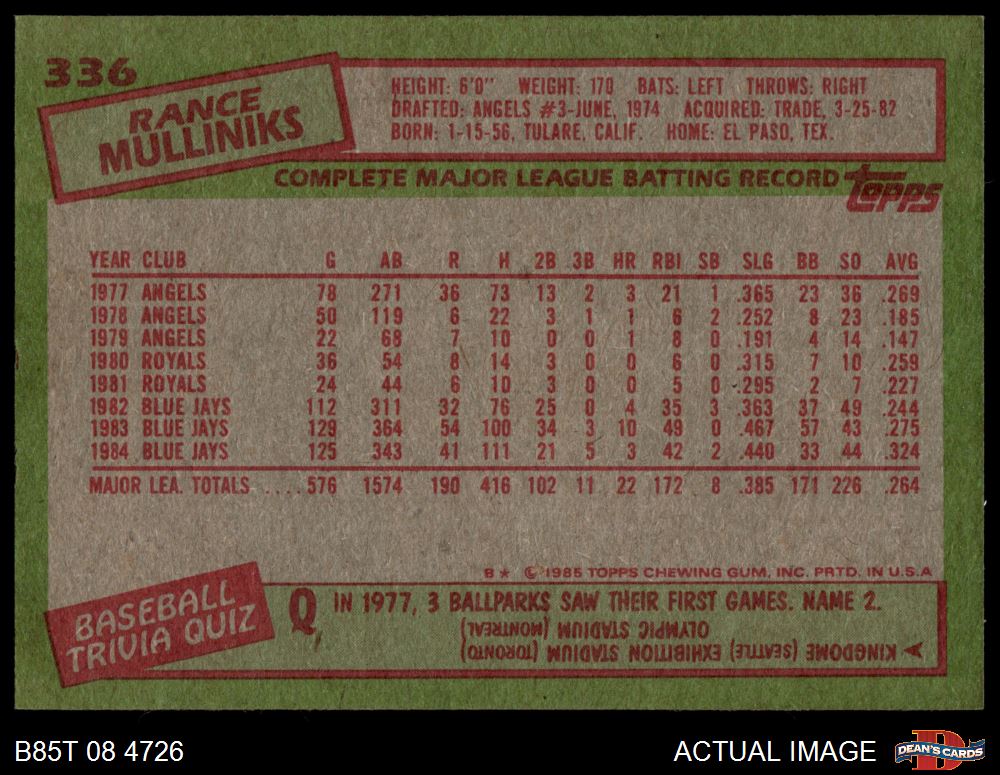 336
RANCE
MULLINIKS
HEIGHT: 6'0" WEIGHT: 170 BATS: LEFT THROWS: RIGHT
DRAFTED: ANGELS #3-JUNE, 1974 ACQUIRED: TRADE, 3-25-82
BORN: 1-15-56, TULARE, CALIF. HOME: EL PASO, TEX.
COMPLETE MAJOR LEAGUE BATTING RECORD topps
YEAR CLUB G AB R H 2B 3B HR RBI SB SLG BB SO AVG
1977 ANGELS 78 271 36 73 13 2 3 21 1 .365 23 36 .269
1978 ANGELS 50 119 6 22 3 1 1 6 2 .252 8 23 .185
1979 ANGELS 22 68 7 10 0 0 1 8 0 .191 4 14 .147
1980 ROYALS 36 54 8 14 3 0 0 6 0 .315 7 10 .259
1981 ROYALS 24 44 6 10 3 0 0 5 0 .295 2 7 .227
1982 BLUE JAYS 112 311 32 76 25 0 4 35 3 .363 37 49 .244
1983 BLUE JAYS 129 364 54 100 34 3 10 49 0 .467 57 43 .275
1984 BLUE JAYS 125 343 41 111 21 5 3 42 2 .440 33 44 .324
MAJOR LEA. TOTALS ....576 1574 190 416 102 11 22 172 8 .385 171 226 .264
B* © 1985 TOPPS CHEWING GUM, INC. PRTD. IN U.S.A
BASEBALL
TRIVIA QUIZ
Q, IN 1977, 3 BALLPARKS SAW THEIR FIRST GAMES. NAME 2.
A KINGDOME (SEATTLE) EXHIBITION STADIUM (TORONTO)
OLYMPIC STADIUM (MONTREAL)
B85T 08 4726
ACTUAL IMAGE
DEAN'S CARDS